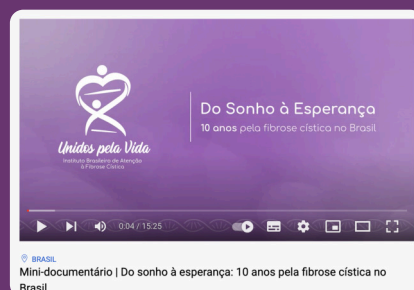 Do Sonho à Esperança
10 anos pela fibrose cística no Brasil
Unidos pela Vida
Instituto Brasileiro de Atenção
à Fibrose Cística
0:04 / 15:25
BRASIL
Mini-documentário | Do sonho à esperança: 10 anos pela fibrose cística no
Brasil